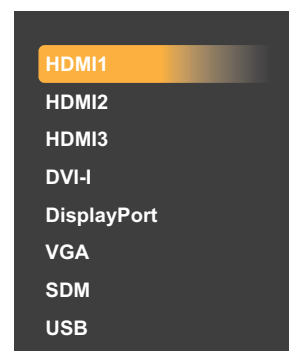 HDMI1
HDMI2
HDMI3
DVI-I
DisplayPort
VGA
SDM
USB